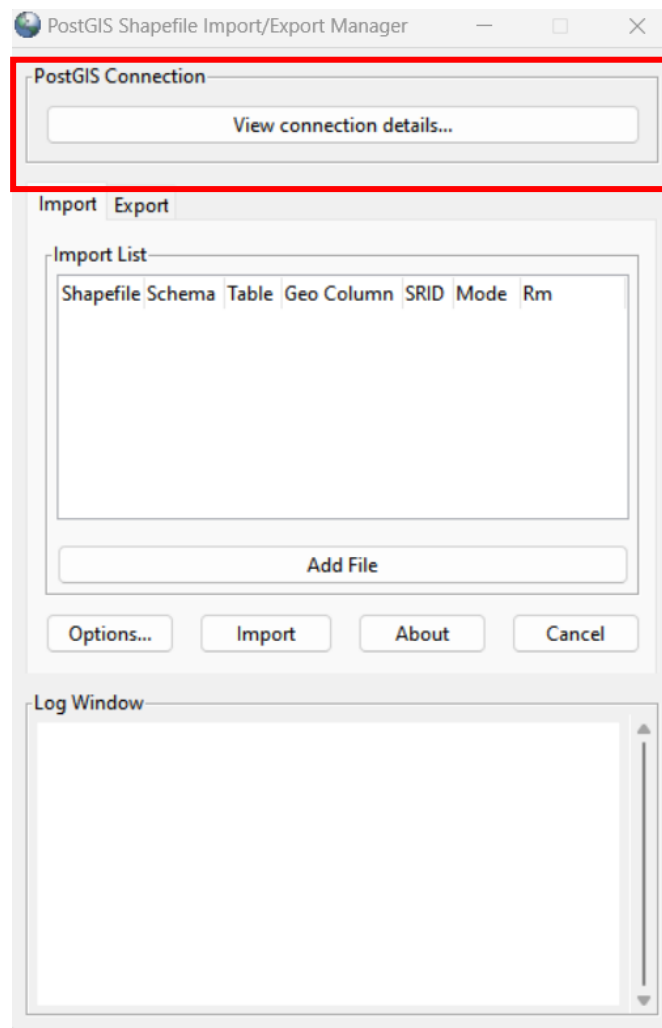 PostGIS Shapefile Import/Export Manager
PostGIS Connection
View connection details...
Import Export
Import List
Shapefile Schema Table Geo Column SRID Mode Rm
Add File
Options... Import About Cancel
Log Window